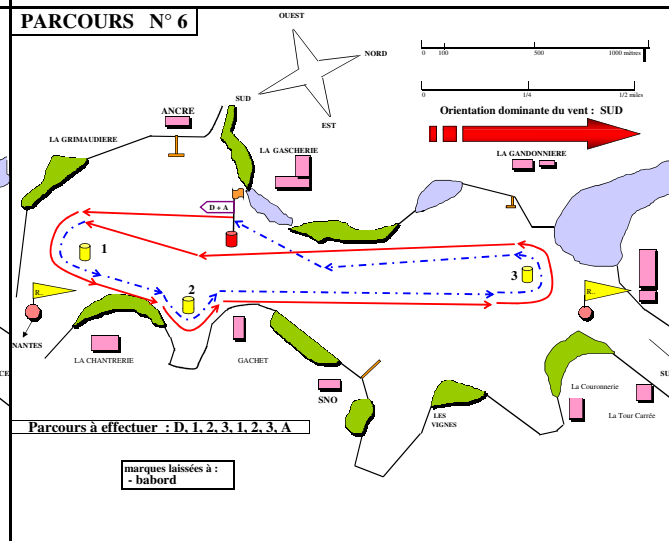 PARCOURS N° 6
OUEST
NORD
SUD
EST
0 100 500 1000 mètres
0 1/4 1/2 miles
Orientation dominante du vent : SUD
ANCRE
LA GRIMAUDIERE
LA GASCHERIE
LA GANDONNIERE
D + A
1
2
3
R..
R..
NANTES
LA CHANTRERIE
GACHET
SNO
LES
VIGNES
La Couronnerie
La Tour Carrée
SU
CE
Parcours à effectuer : D, 1, 2, 3, 1, 2, 3, A
marques laissées à :
- babord